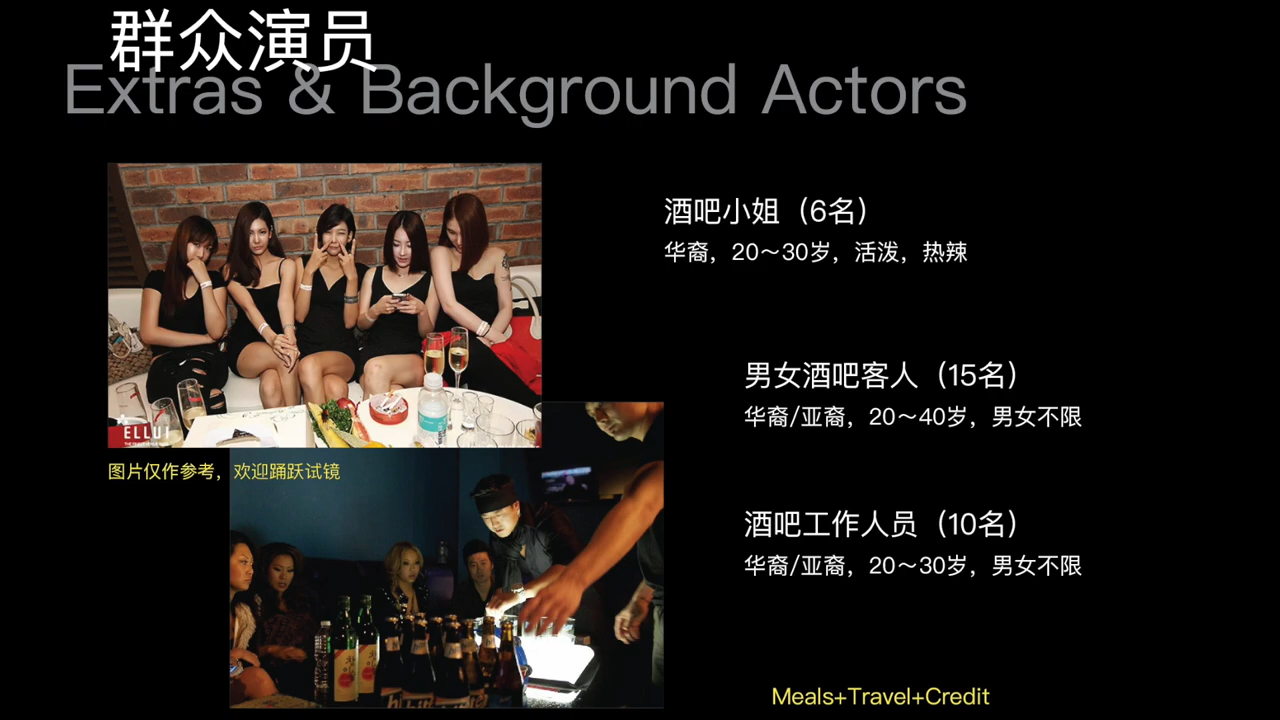 群众演员
Extras & Background Actors
酒吧小姐（6名）
华裔，20～30岁，活泼，热辣
男女酒吧客人（15名）
华裔/亚裔，20～40岁，男女不限
ELLUI
图片仅作参考，欢迎踊跃试镜
酒吧工作人员（10名）
华裔/亚裔，20～30岁，男女不限
Meals+Travel+Credit